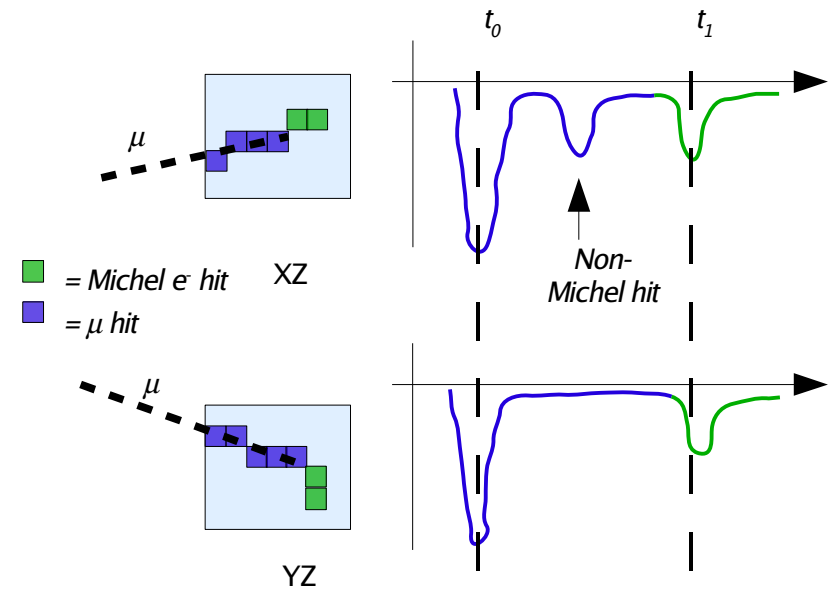 t0
t1
μ
Non-
Michel hit
XZ
= Michel e- hit
= μ hit
μ
YZ